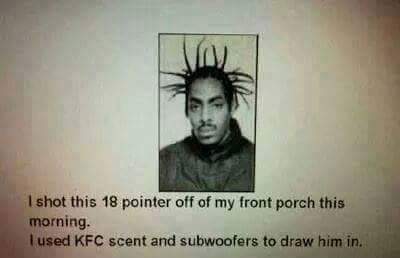 I shot this 18 pointer off of my front porch this
morning.
I used KFC scent and subwoofers to draw him in.